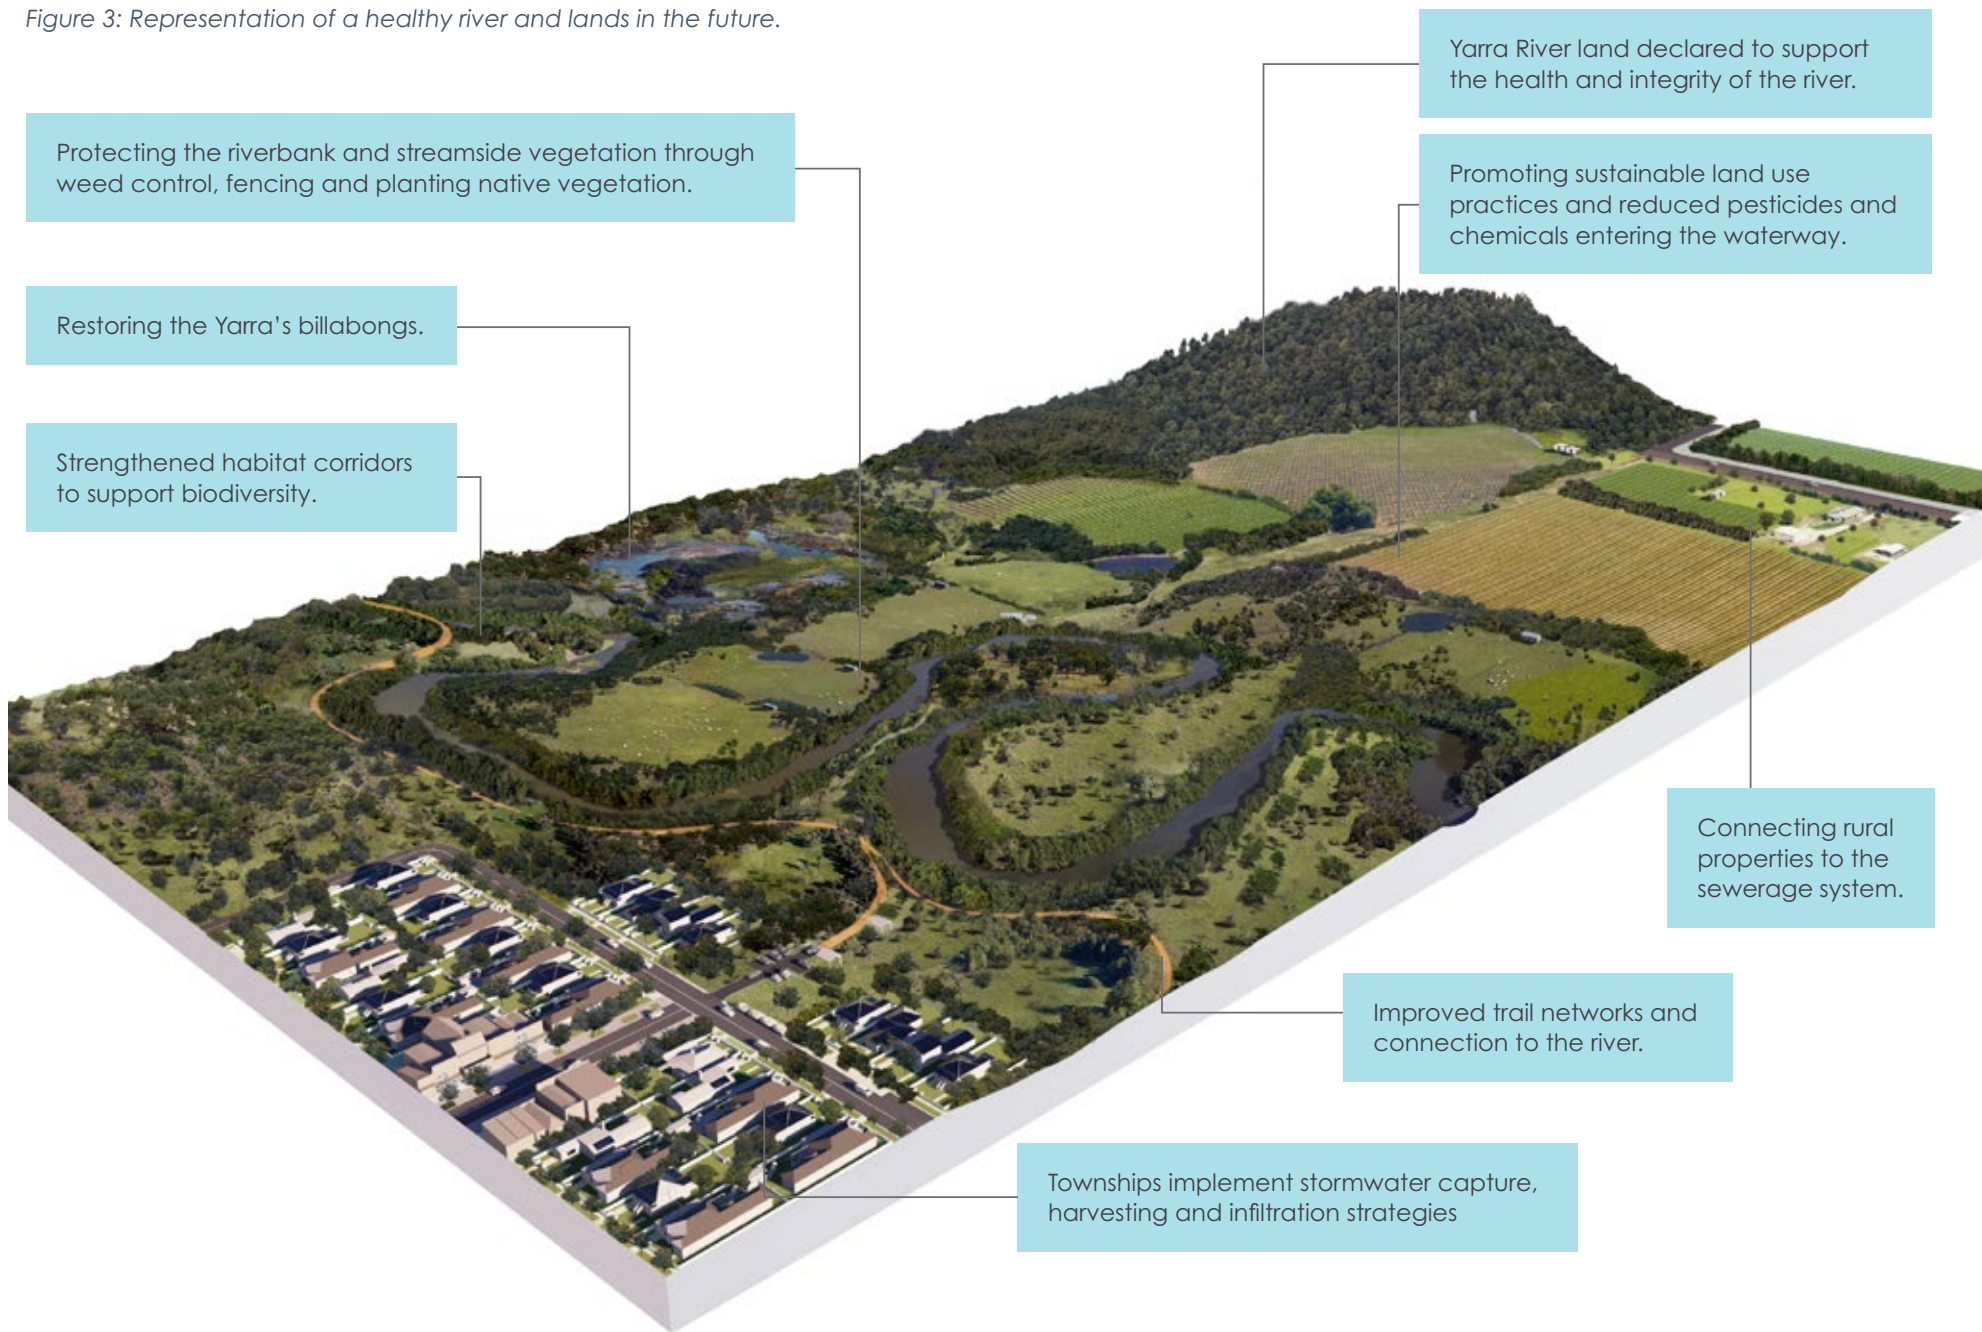 Figure 3: Representation of a healthy river and lands in the future.
Yarra River land declared to support
the health and integrity of the river.
Protecting the riverbank and streamside vegetation through
weed control, fencing and planting native vegetation.
Promoting sustainable land use
practices and reduced pesticides and
chemicals entering the waterway.
Restoring the Yarra’s billabongs.
Strengthened habitat corridors
to support biodiversity.
Connecting rural
properties to the
sewerage system.
Improved trail networks and
connection to the river.
Townships implement stormwater capture,
harvesting and infiltration strategies